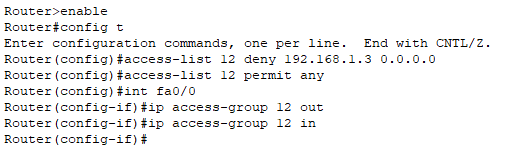 Router>enable
Router#config t
Enter configuration commands, one per line.  End with CNTL/Z.
Router(config)#access-list 12 deny 192.168.1.3 0.0.0.0
Router(config)#access-list 12 permit any
Router(config)#int fa0/0
Router(config-if)#ip access-group 12 out
Router(config-if)#ip access-group 12 in
Router(config-if)#